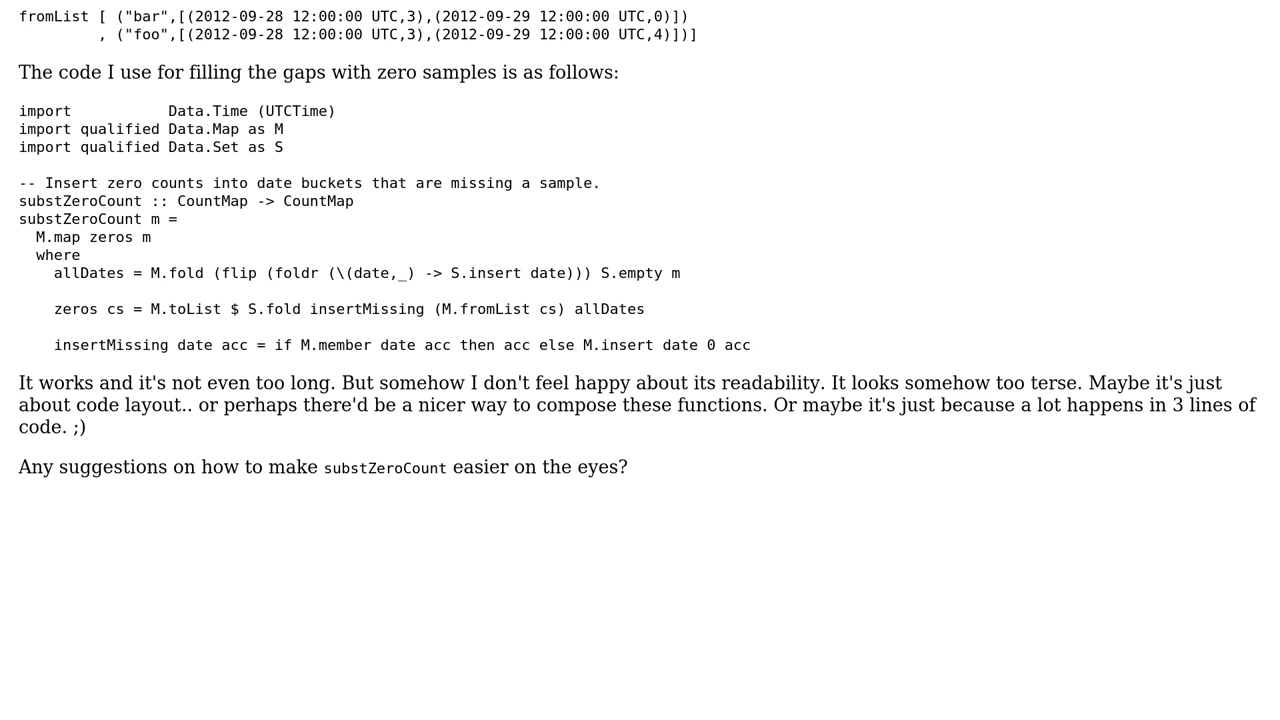 fromList [ ("bar",[(2012-09-28 12:00:00 UTC,3),(2012-09-29 12:00:00 UTC,0)])
         , ("foo",[(2012-09-28 12:00:00 UTC,3),(2012-09-29 12:00:00 UTC,4)])]
The code I use for filling the gaps with zero samples is as follows:
import           Data.Time (UTCTime)
import qualified Data.Map as M
import qualified Data.Set as S
-- Insert zero counts into date buckets that are missing a sample.
substZeroCount :: CountMap -> CountMap
substZeroCount m =
  M.map zeros m
  where
    allDates = M.fold (flip (foldr (\(date,_) -> S.insert date))) S.empty m
    zeros cs = M.toList $ S.fold insertMissing (M.fromList cs) allDates
    insertMissing date acc = if M.member date acc then acc else M.insert date 0 acc
It works and it's not even too long. But somehow I don't feel happy about its readability. It looks somehow too terse. Maybe it's just
about code layout.. or perhaps there'd be a nicer way to compose these functions. Or maybe it's just because a lot happens in 3 lines of
code. ;)
Any suggestions on how to make substZeroCount easier on the eyes?